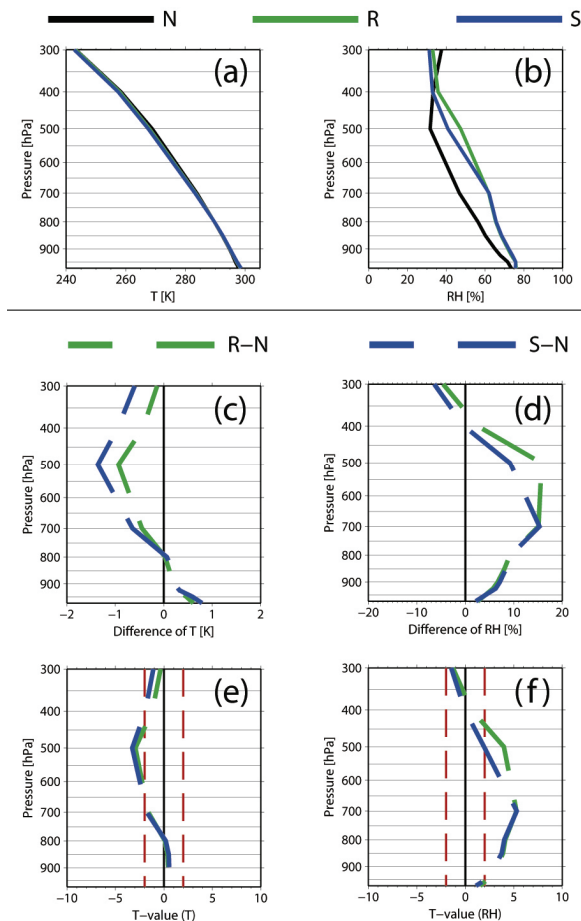 N R S
(a)
300
400
500
600
700
800
900
Pressure [hPa]
240 260 280 300
T [K]
(b)
300
400
500
600
700
800
900
Pressure [hPa]
0 20 40 60 80 100
RH [%]
R−N S−N
(c)
300
400
500
600
700
800
900
Pressure [hPa]
−2 −1 0 1 2
Difference of T [K]
(d)
300
400
500
600
700
800
900
Pressure [hPa]
−20 −10 0 10 20
Difference of RH [%]
(e)
300
400
500
600
700
800
900
Pressure [hPa]
−10 −5 0 5 10
T−value (T)
(f)
300
400
500
600
700
800
900
Pressure [hPa]
−10 −5 0 5 10
T−value (RH)